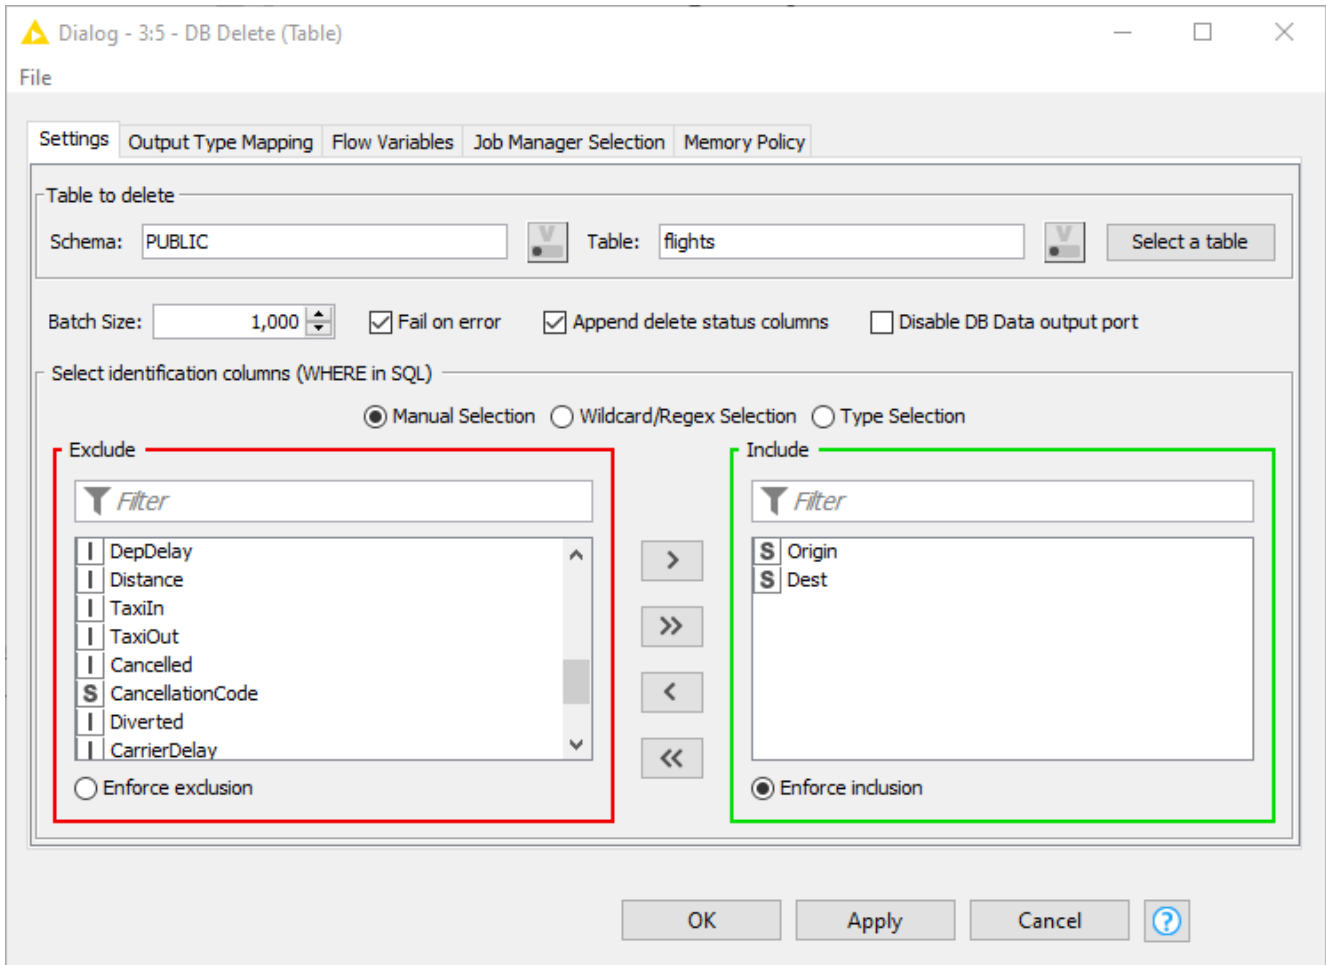 Dialog - 3:5 - DB Delete (Table)
File
Settings Output Type Mapping Flow Variables Job Manager Selection Memory Policy
Table to delete
Schema: PUBLIC V Table: flights V Select a table
Batch Size: 1,000 Fail on error Append delete status columns Disable DB Data output port
Select identification columns (WHERE in SQL)
Manual Selection Wildcard/Regex Selection Type Selection
Exclude
Filter
I DepDelay
I Distance
I TaxiIn
I TaxiOut
I Cancelled
S CancellationCode
I Diverted
I CarrierDelay
Enforce exclusion
>
>>
<
<<
Include
Filter
S Origin
S Dest
Enforce inclusion
OK Apply Cancel ?